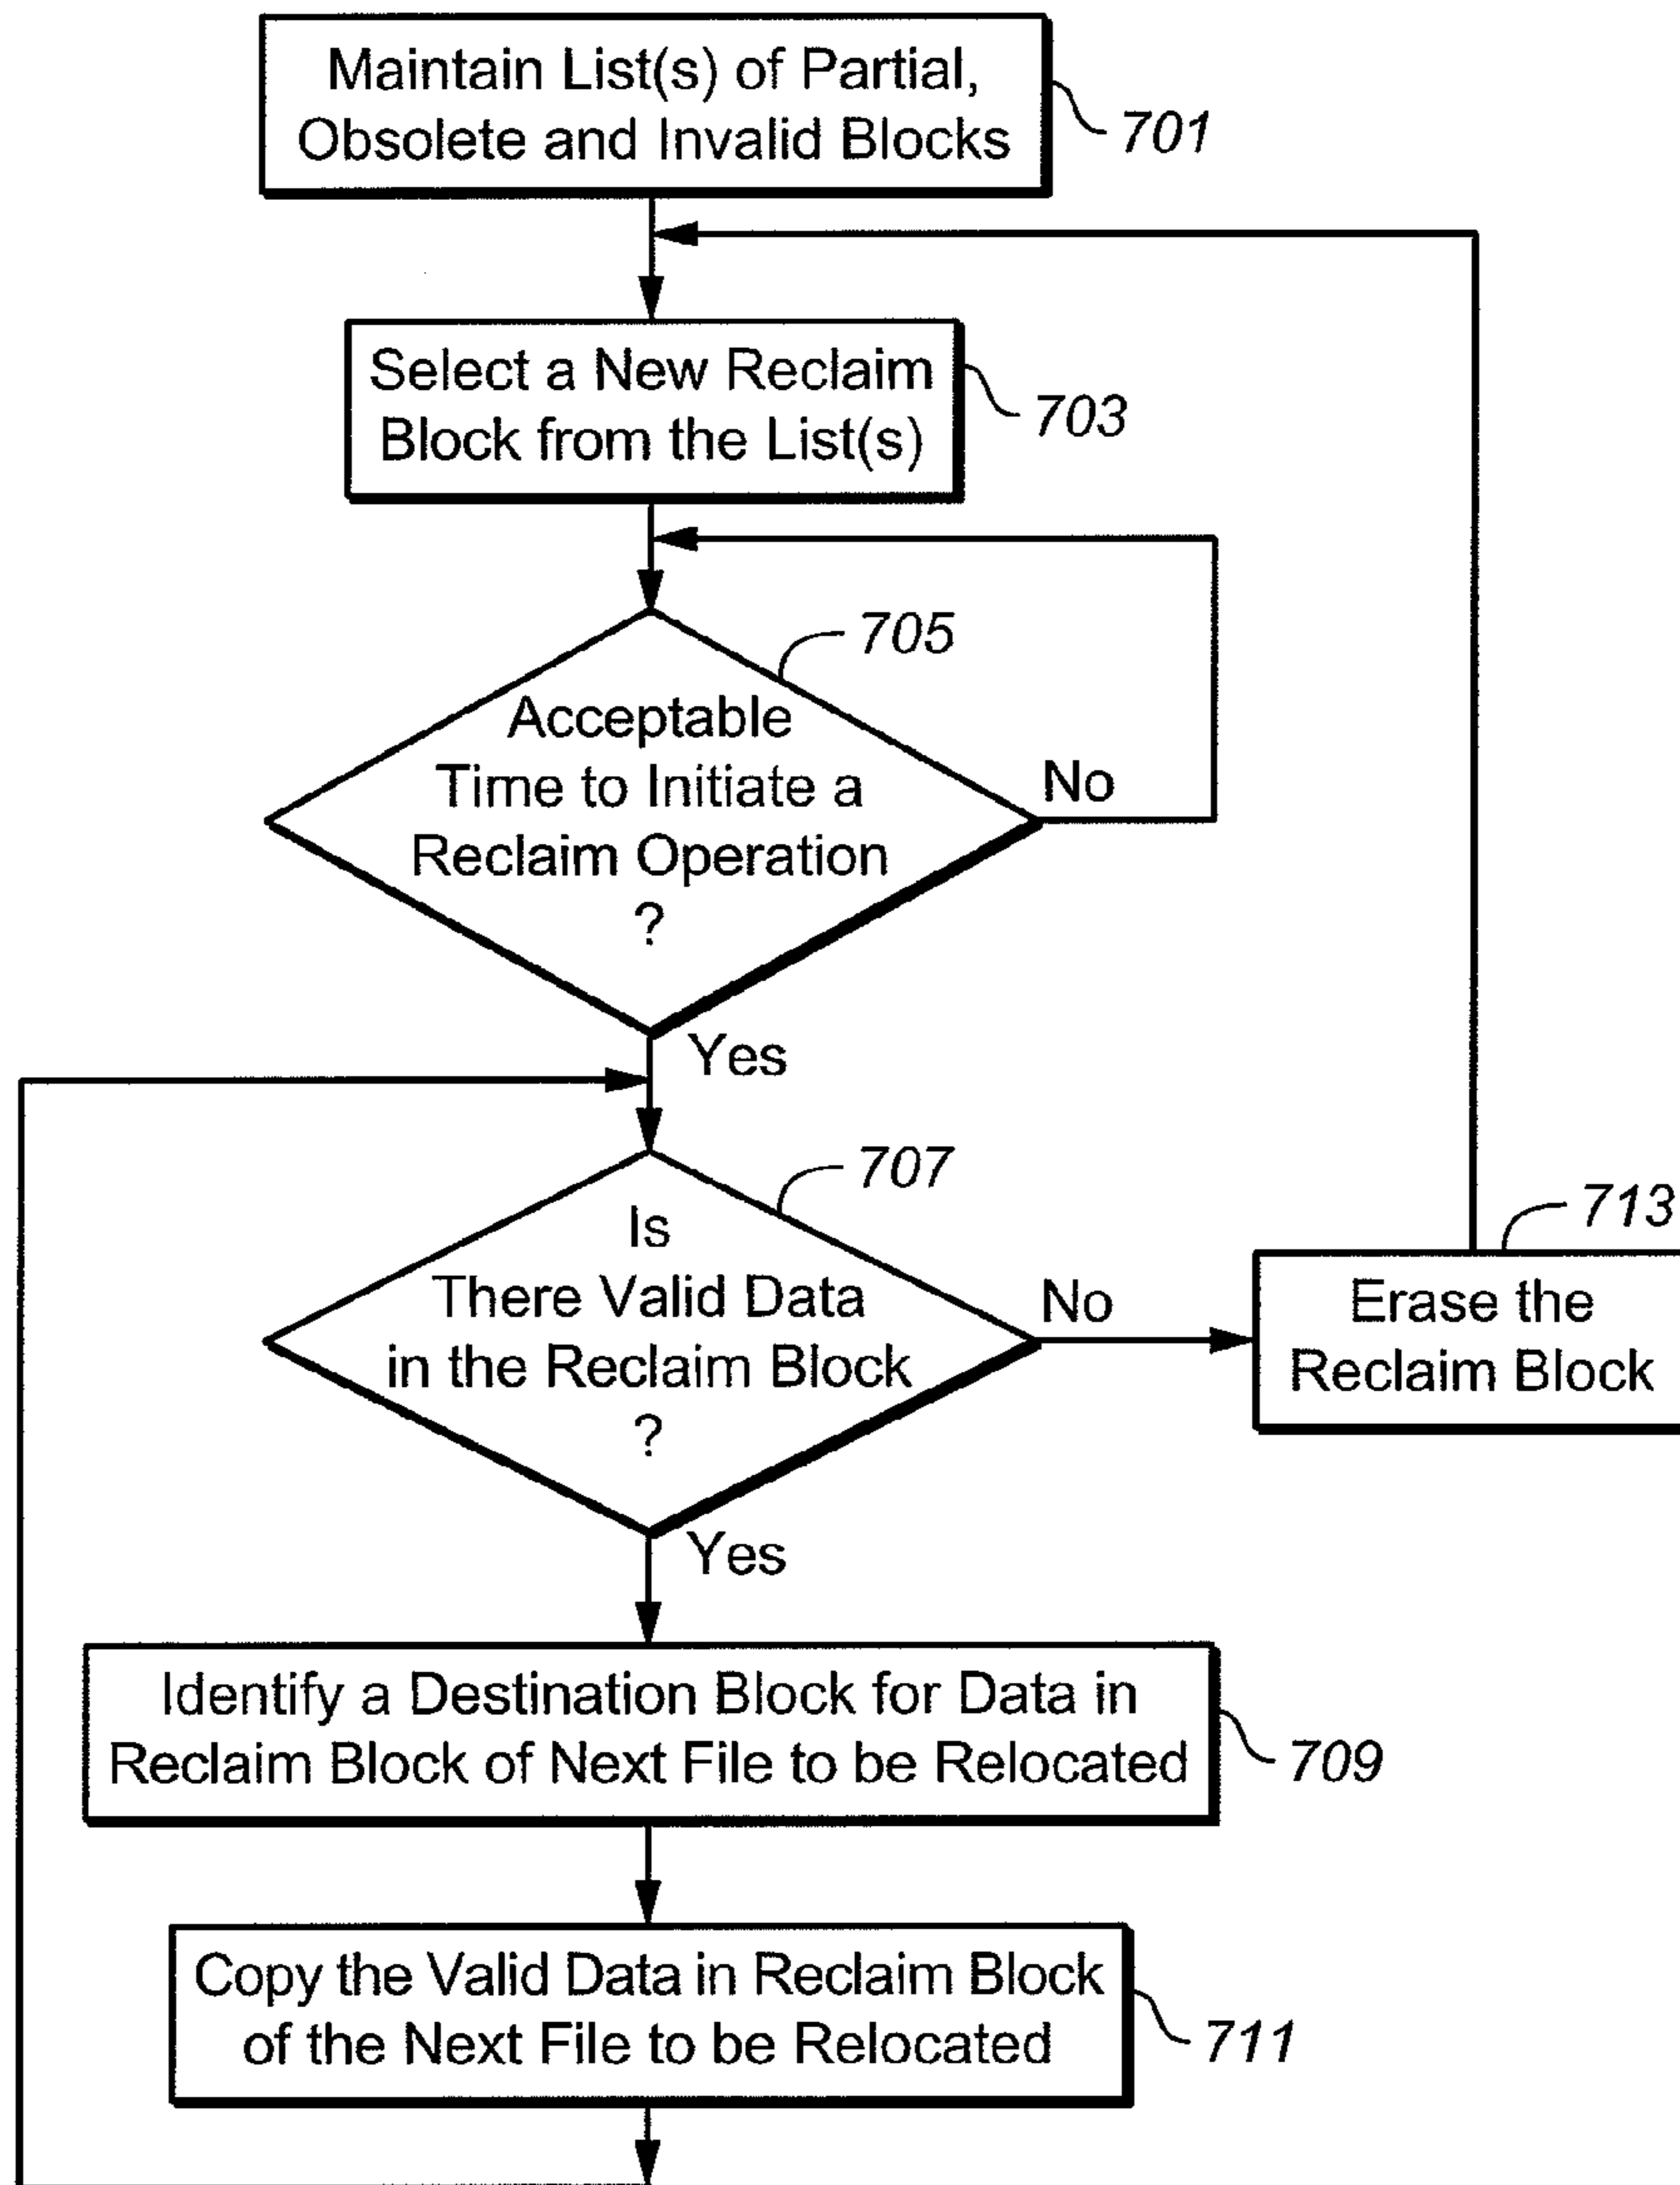 Maintain List(s) of Partial,
Obsolete and Invalid Blocks
701
Select a New Reclaim
Block from the List(s)
703
705
Acceptable
Time to Initiate a
Reclaim Operation
?
No
Yes
707
Is
There Valid Data
in the Reclaim Block
?
No
713
Erase the
Reclaim Block
Yes
Identify a Destination Block for Data in
Reclaim Block of Next File to be Relocated
709
Copy the Valid Data in Reclaim Block
of the Next File to be Relocated
711